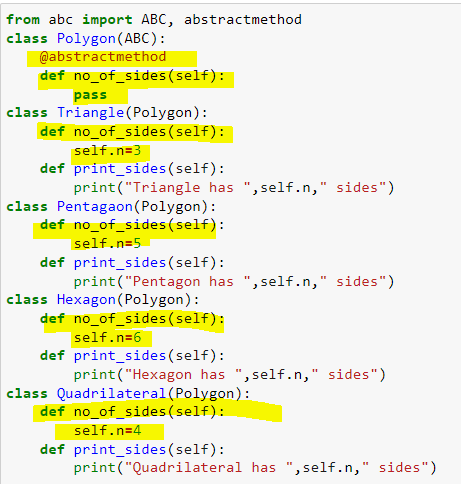 from abc import ABC, abstractmethod
class Polygon(ABC):
    @abstractmethod
    def no_of_sides(self):
        pass
class Triangle(Polygon):
    def no_of_sides(self):
        self.n=3
    def print_sides(self):
        print("Triangle has ",self.n," sides")
class Pentagaon(Polygon):
    def no_of_sides(self):
        self.n=5
    def print_sides(self):
        print("Pentagon has ",self.n," sides")
class Hexagon(Polygon):
    def no_of_sides(self):
        self.n=6
    def print_sides(self):
        print("Hexagon has ",self.n," sides")
class Quadrilateral(Polygon):
    def no_of_sides(self):
        self.n=4
    def print_sides(self):
        print("Quadrilateral has ",self.n," sides")